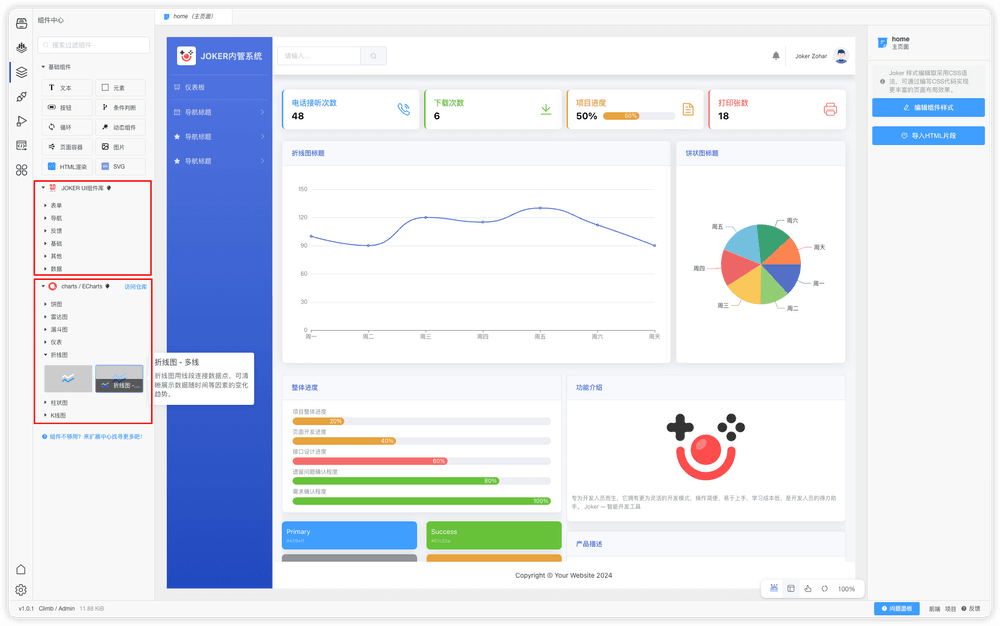 组件中心
搜索过滤组件
基础组件
文本
元素
按钮
条件判断
循环
动态组件
页面容器
图片
HTML渲染
SVG
JOKER UI组件库
表单
导航
反馈
基础
其他
数据
charts / ECharts
访问仓库
饼图
雷达图
漏斗图
仪表
折线图
折线图 -...
柱状图
K线图
组件不够用？来扩展中心找寻更多吧！
折线图 - 多线
折线图用线段连接数据点，可清
晰展示数据随时间等因素的变化
趋势。
home（主页面）
JOKER内管系统
仪表板
导航标题
导航标题
导航标题
请输入...
Joker Zohar
电话接听次数
48
下载次数
6
项目进度
50%
50%
打印张数
18
折线图标题
150
120
90
60
30
0
周一
周二
周三
周四
周五
周六
周天
饼状图标题
周六
周五
周天
周四
周一
周三
周二
整体进度
项目整体进度
20%
页面开发进度
40%
接口设计进度
60%
遗留问题确认程度
80%
需求确认程度
100%
功能介绍
专为开发人员而生，它拥有更为灵活的开发模式，操作简便，易于上手，学习成本低，是开发人员的得力助
手。 Joker — 智能开发工具
Primary
Success
产品描述
Copyright © Your Website 2024
100%
home
主页面
Joker 样式编辑取采用CSS语
法，可通过编写CSS代码实现
更丰富的页面布局效果。
编辑组件样式
导入HTML片段
v1.0.1
Climb / Admin
11.88 KiB
问题面板
前端
项目
反馈